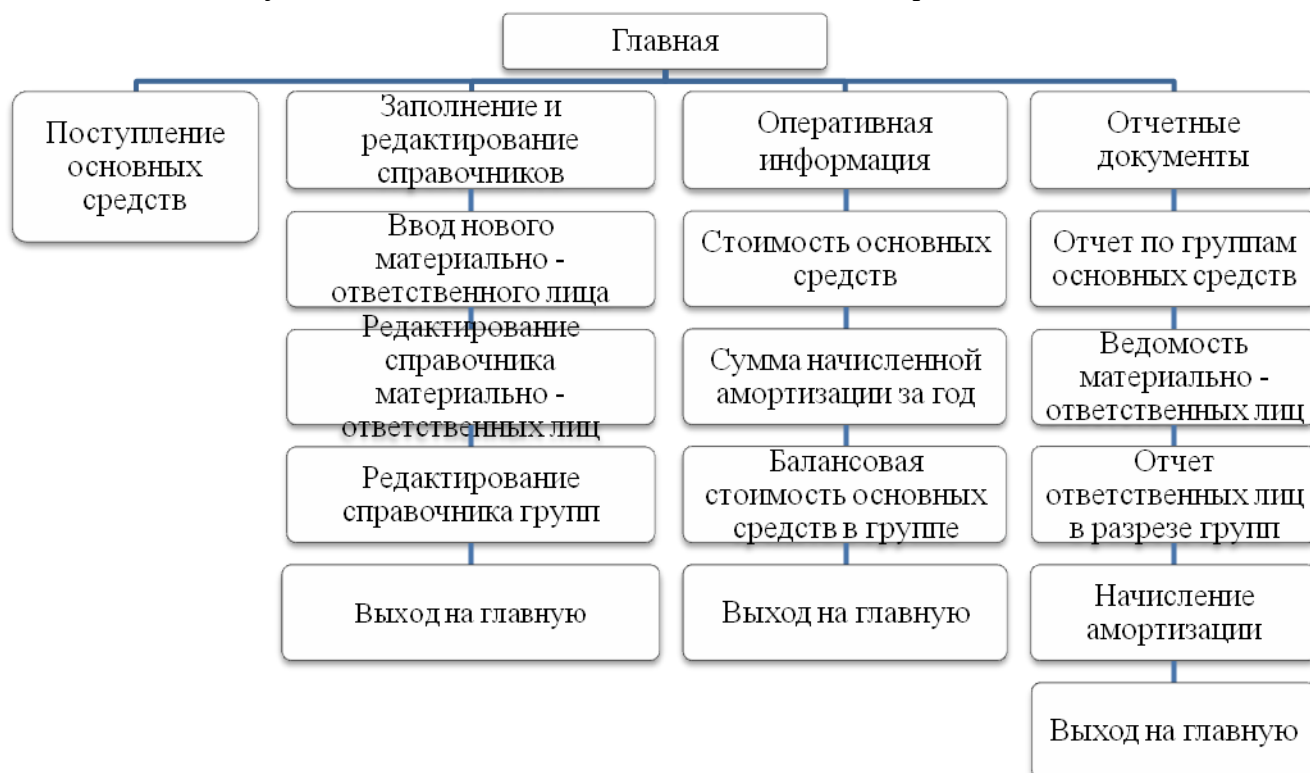 Главная
Поступление
основных
средств
Заполнение и
редактирование
справочников
Ввод нового
материально -
ответственного лица
Редактирование
справочника
материально -
ответственных лиц
Редактирование
справочника групп
Выход на главную
Оперативная
информация
Стоимость основных
средств
Сумма начисленной
амортизации за год
Балансовая
стоимость основных
средств в группе
Выход на главную
Отчетные
документы
Отчет по группам
основных средств
Ведомость
материально -
ответственных лиц
Отчет
ответственных лиц
в разрезе групп
Начисление
амортизации
Выход на главную